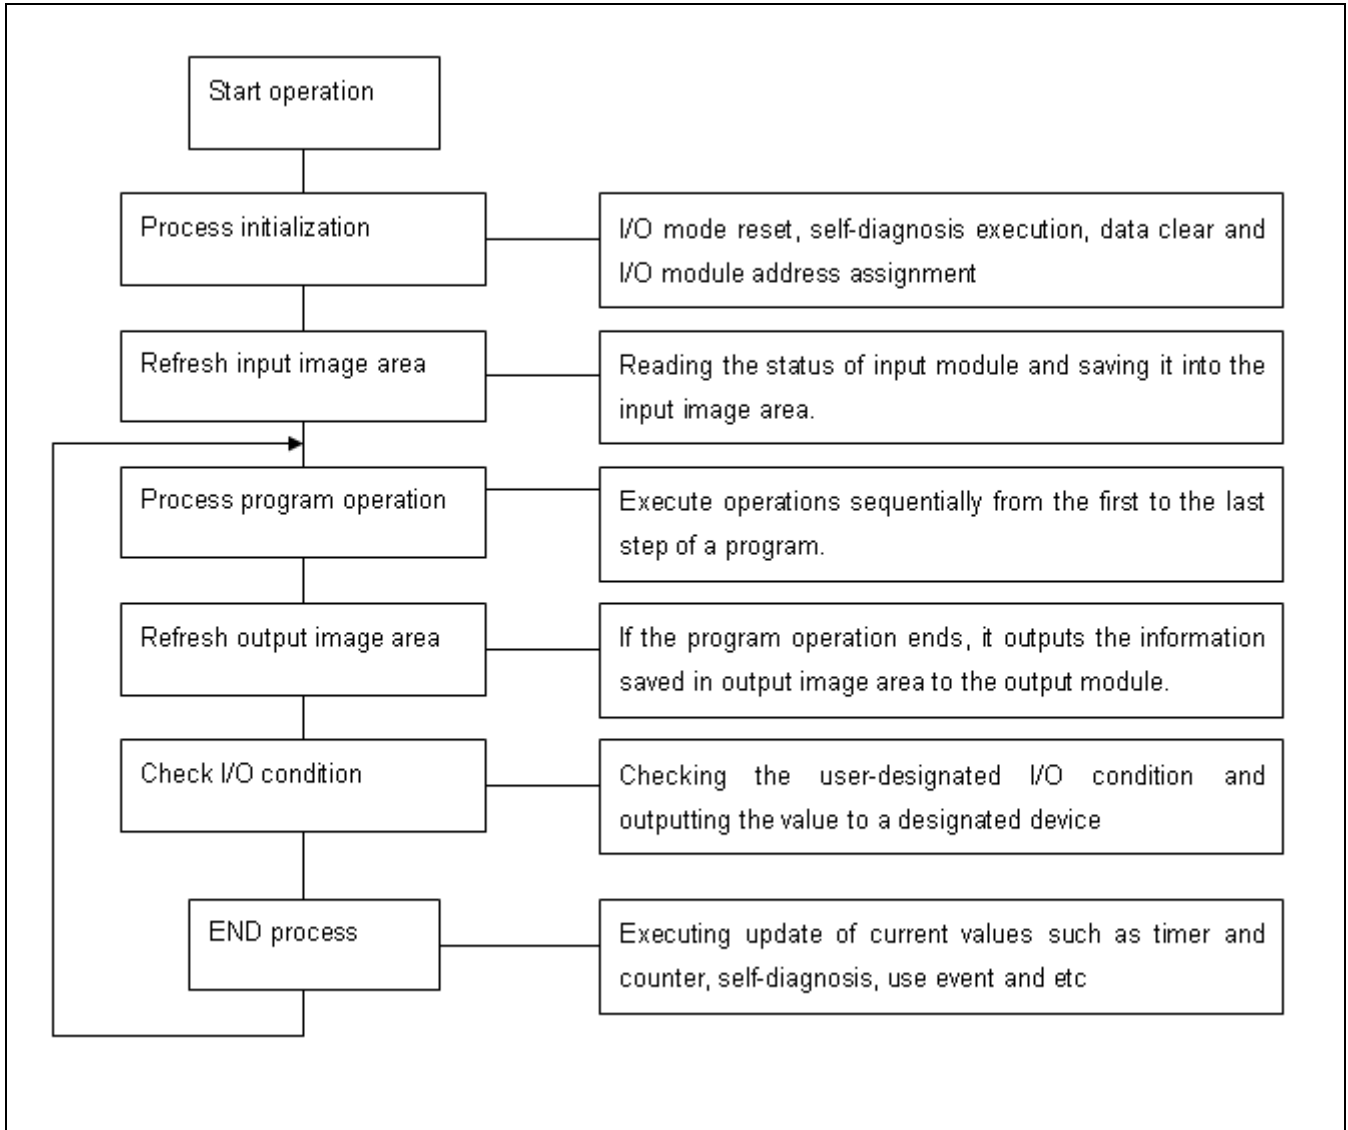 Start operation
Process initialization
I/O mode reset, self-diagnosis execution, data clear and
I/O module address assignment
Refresh input image area
Reading the status of input module and saving it into the
input image area.
Process program operation
Execute operations sequentially from the first to the last
step of a program.
Refresh output image area
If the program operation ends, it outputs the information
saved in output image area to the output module.
Check I/O condition
Checking the user-designated I/O condition and
outputting the value to a designated device
END process
Executing update of current values such as timer and
counter, self-diagnosis, use event and etc